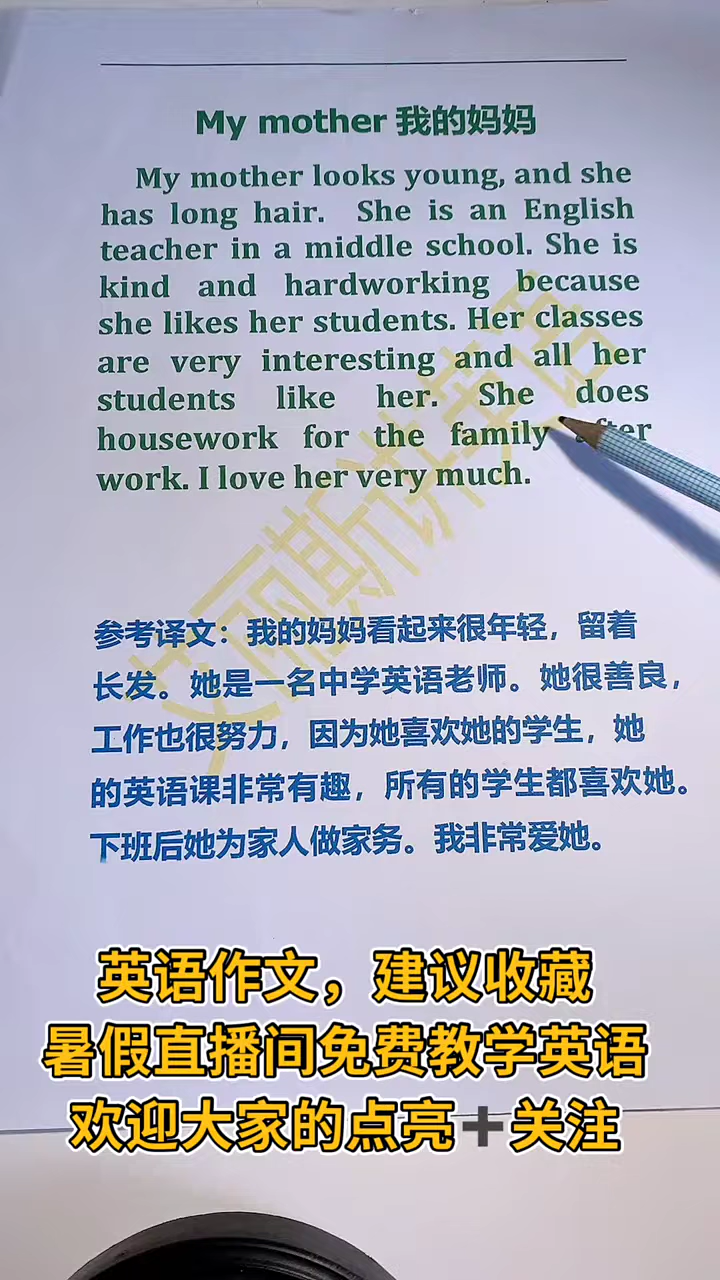 My mother 我的妈妈
My mother looks young, and she
has long hair. She is an English
teacher in a middle school. She is
kind and hardworking because
she likes her students. Her classes
are very interesting and all her
students like her. She does
housework for the family after
work. I love her very much.
艾丽斯讲英语
参考译文：我的妈妈看起来很年轻，留着
长发。她是一名中学英语老师。她很善良，
工作也很努力，因为她喜欢她的学生，她
的英语课非常有趣，所有的学生都喜欢她。
下班后她为家人做家务。我非常爱她。
英语作文，建议收藏
暑假直播间免费教学英语
欢迎大家的点亮➕关注